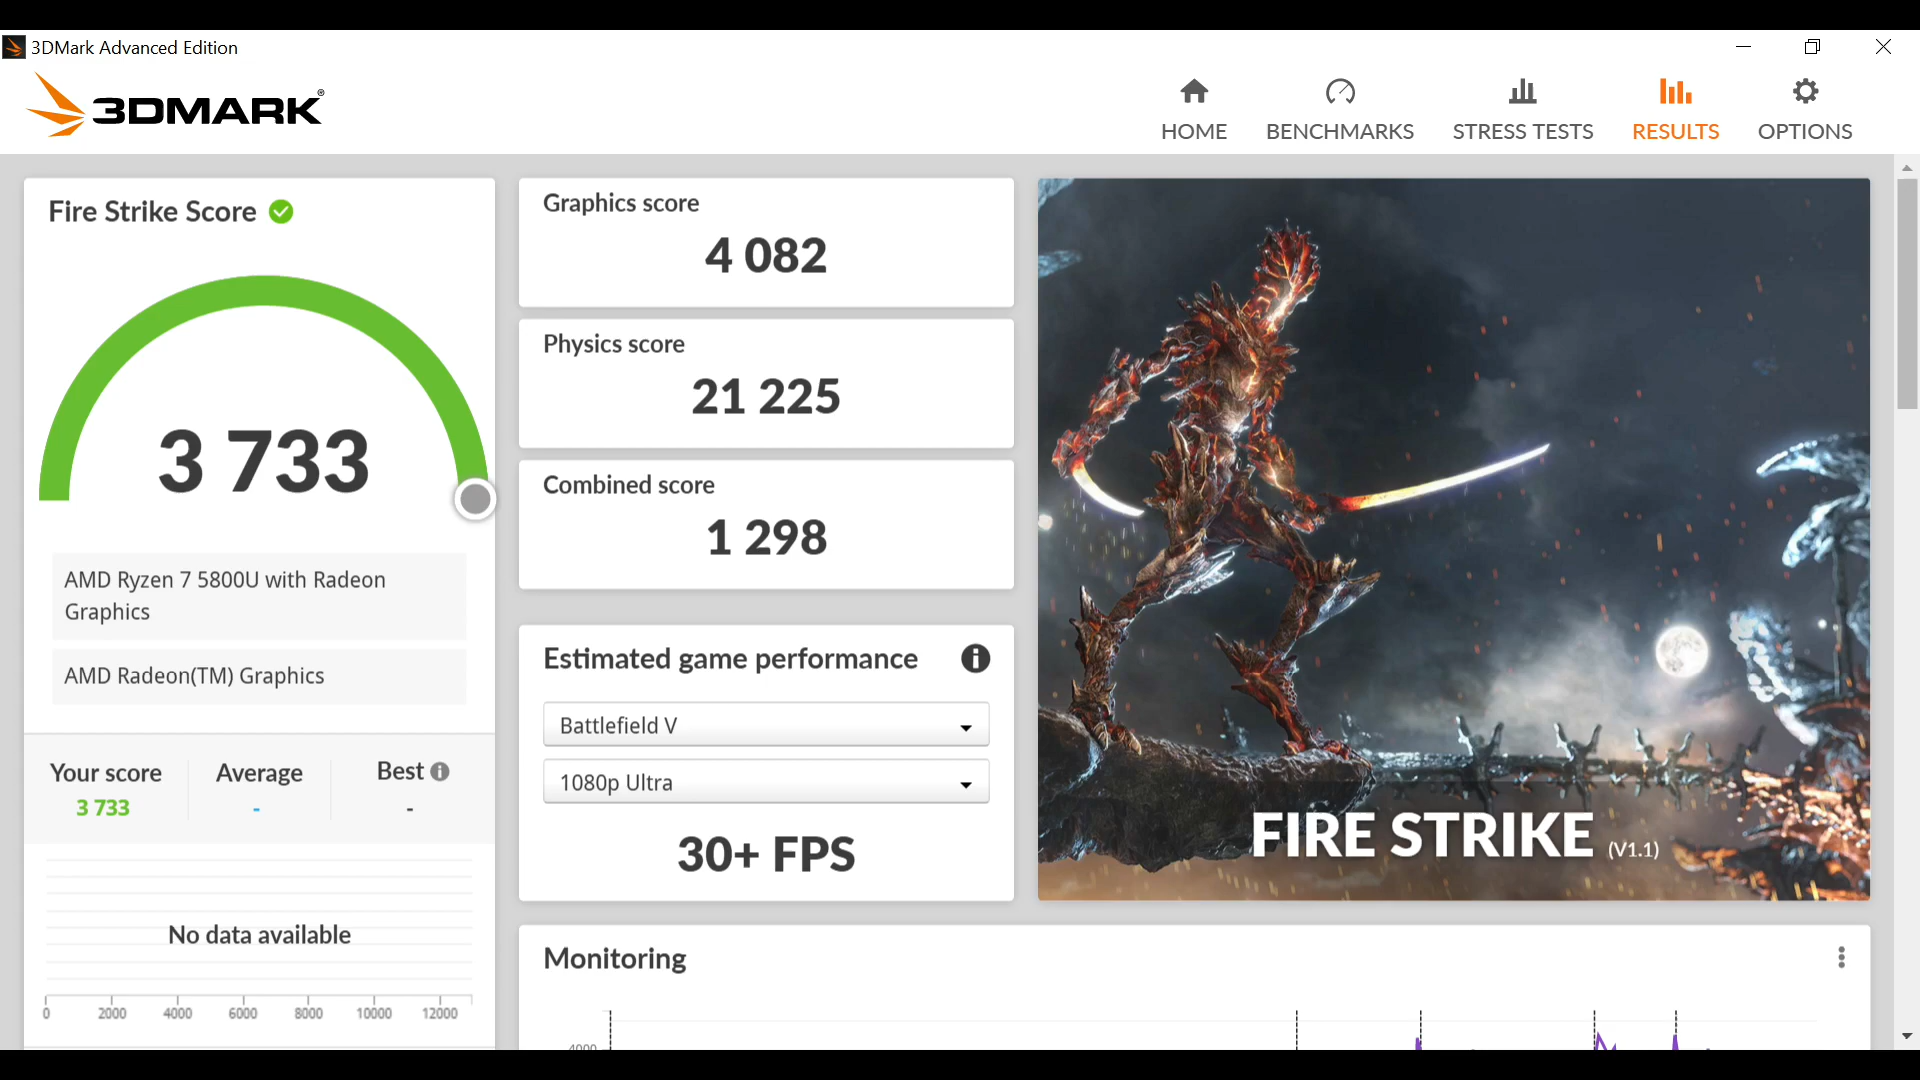 3DMark Advanced Edition
3DMARK®
HOME
BENCHMARKS
STRESS TESTS
RESULTS
OPTIONS
Fire Strike Score
3 733
AMD Ryzen 7 5800U with Radeon
Graphics
AMD Radeon(TM) Graphics
Your score
3 733
Average
-
Best
-
No data available
0 2000 4000 6000 8000 10000 12000
Graphics score
4 082
Physics score
21 225
Combined score
1 298
Estimated game performance
Battlefield V
1080p Ultra
30+ FPS
FIRE STRIKE (V1.1)
Monitoring
4000